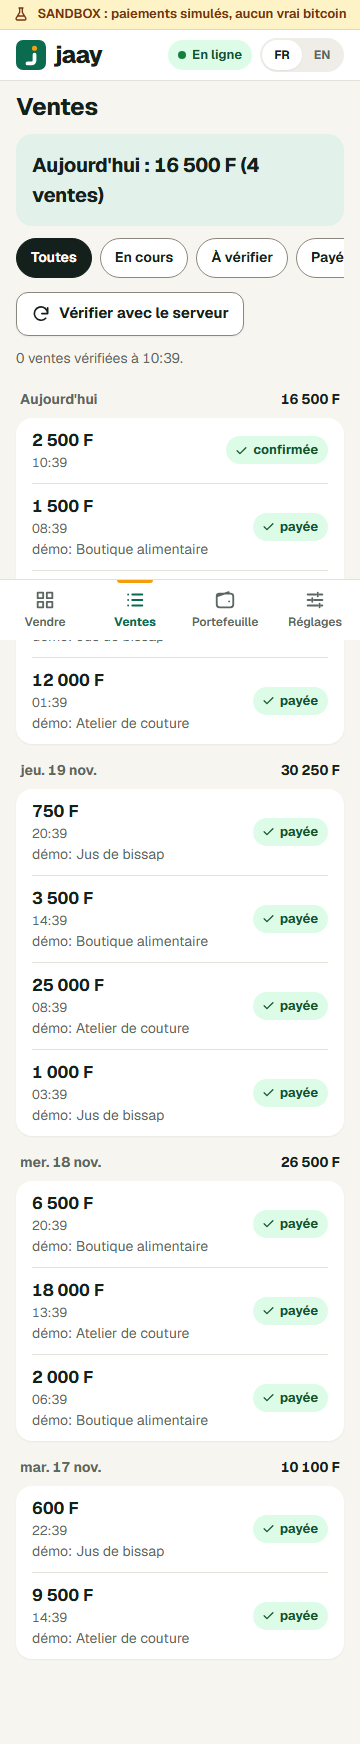 SANDBOX : paiements simulés, aucun vrai bitcoin
jaay
En ligne
FR
EN
Ventes
Aujourd'hui : 16 500 F (4
ventes)
Toutes
En cours
À vérifier
Payé
Vérifier avec le serveur
0 ventes vérifiées à 10:39.
Aujourd'hui
16 500 F
2 500 F
10:39
confirmée
1 500 F
08:39
démo: Boutique alimentaire
payée
Vendre
Ventes
Portefeuille
Réglages
12 000 F
01:39
démo: Atelier de couture
payée
jeu. 19 nov.
30 250 F
750 F
20:39
démo: Jus de bissap
payée
3 500 F
14:39
démo: Boutique alimentaire
payée
25 000 F
08:39
démo: Atelier de couture
payée
1 000 F
03:39
démo: Jus de bissap
payée
mer. 18 nov.
26 500 F
6 500 F
20:39
démo: Boutique alimentaire
payée
18 000 F
13:39
démo: Atelier de couture
payée
2 000 F
06:39
démo: Boutique alimentaire
payée
mar. 17 nov.
10 100 F
600 F
22:39
démo: Jus de bissap
payée
9 500 F
14:39
démo: Atelier de couture
payée